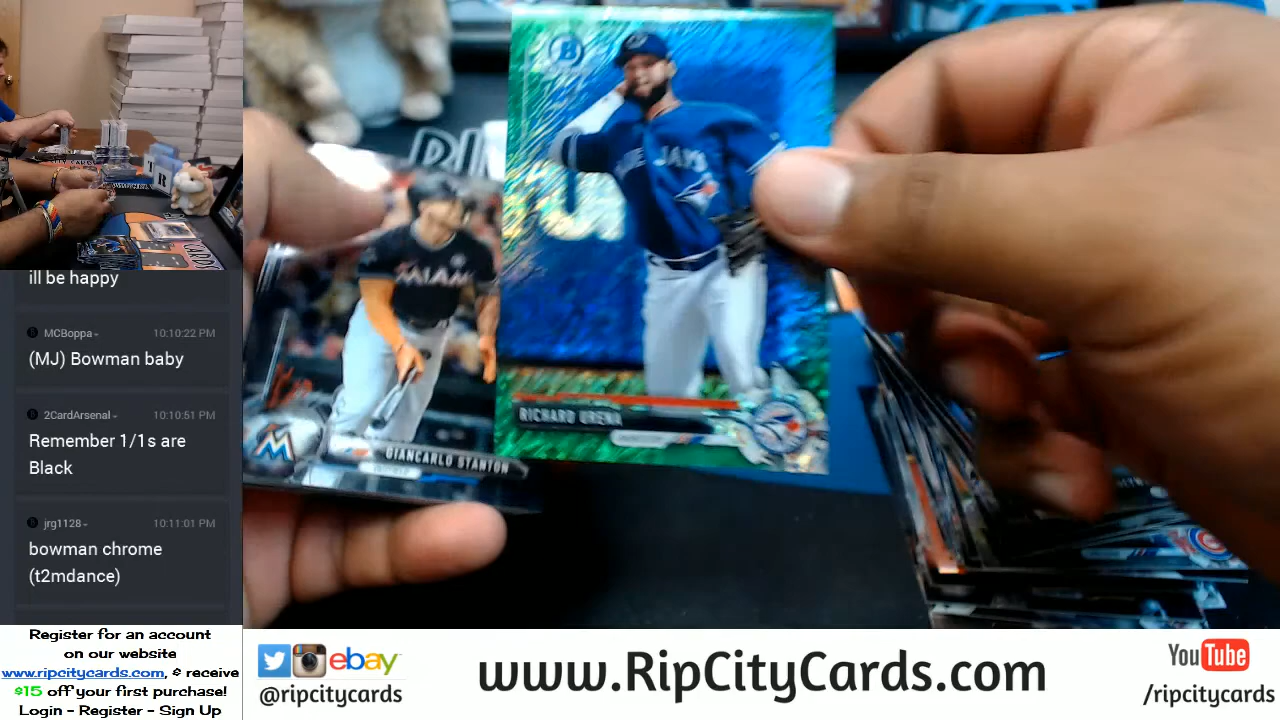 ill be happy
MCBoppa
10:10:22 PM
(MJ) Bowman baby
2CardArsenal
10:10:51 PM
Remember 1/1s are
Black
jrg1128
10:11:01 PM
bowman chrome
(t2mdance)
Register for an account
on our website
www.ripcitycards.com, & receive
$15 off your first purchase!
Login - Register - Sign Up
B
BLUE JAYS
RICHARD URENA
MIAMI
GIANCARLO STANTON
CARDS
ebay
@ripcitycards
www.RipCityCards.com
YouTube
/ripcitycards